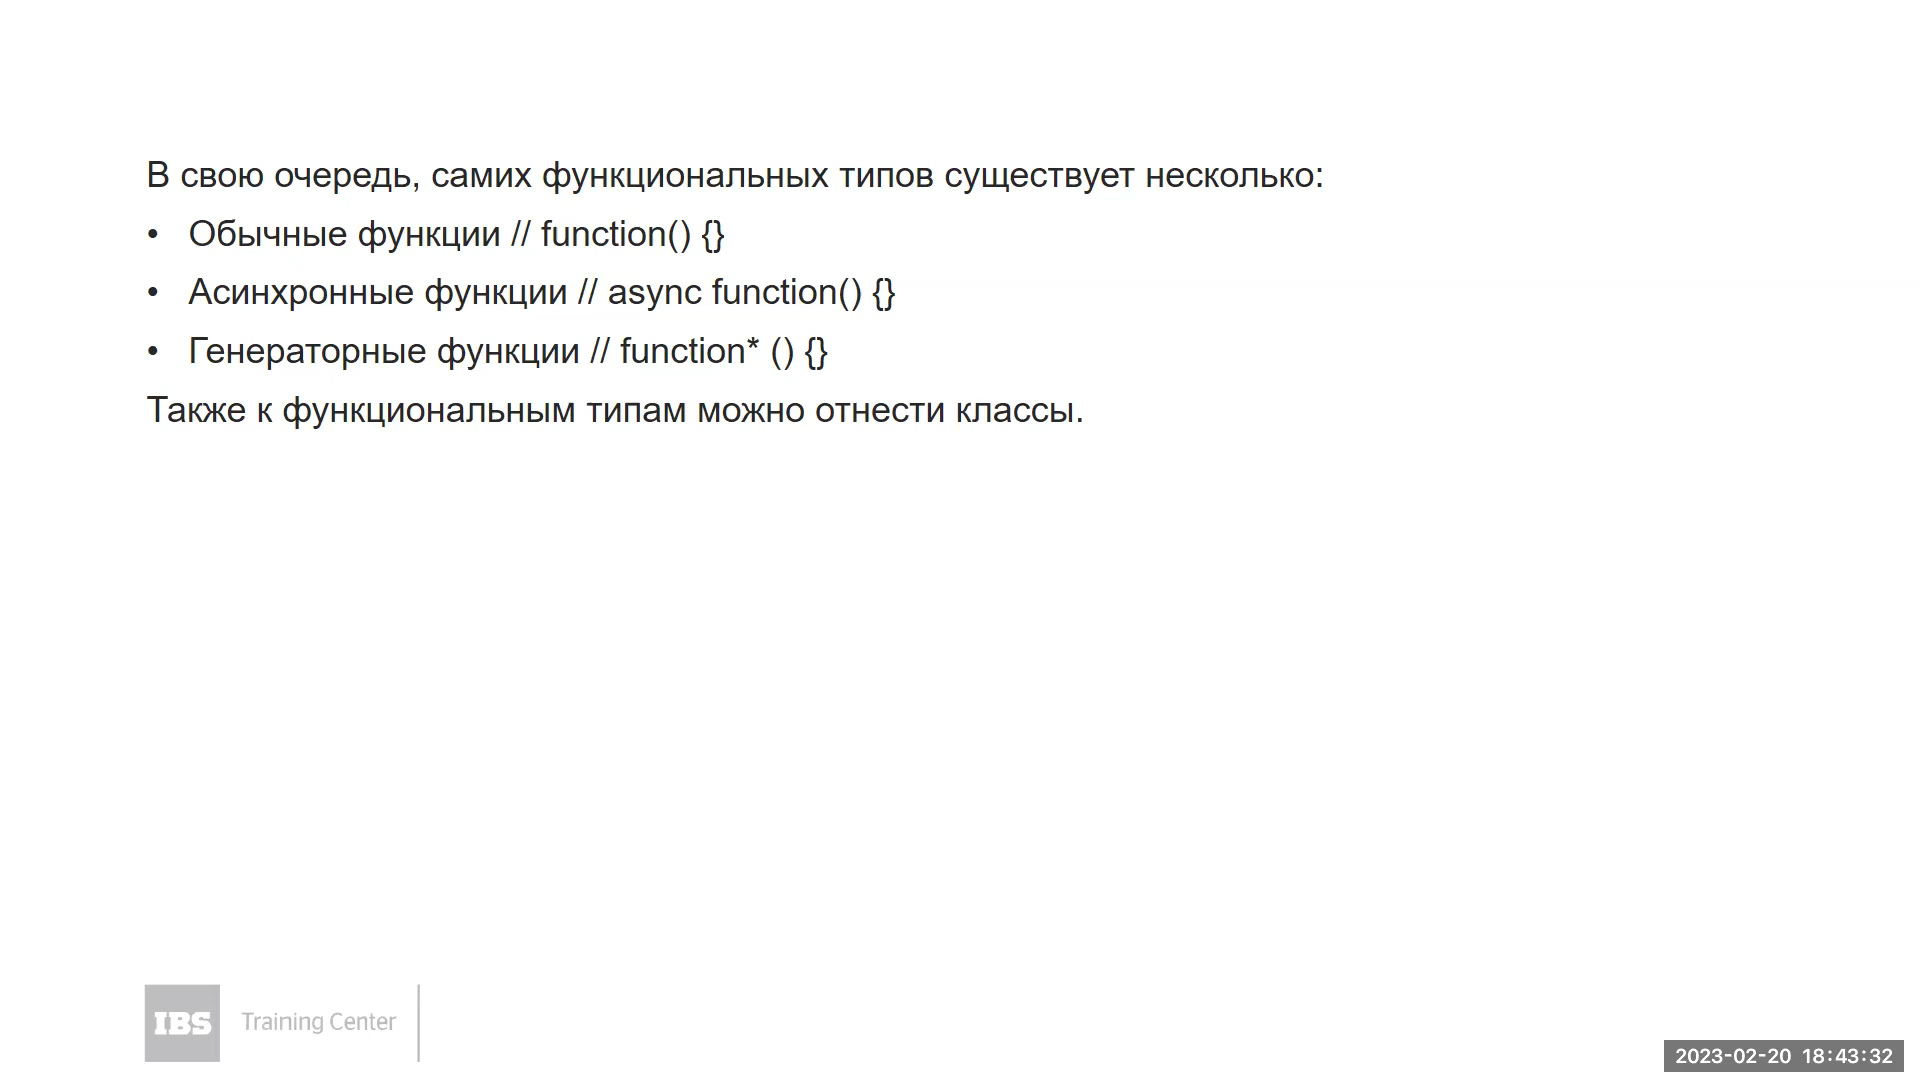 В свою очередь, самих функциональных типов существует несколько:
• Обычные функции // function() {}
• Асинхронные функции // async function() {}
• Генераторные функции // function* () {}
Также к функциональным типам можно отнести классы.
IBS Training Center
2023-02-20 18:43:32